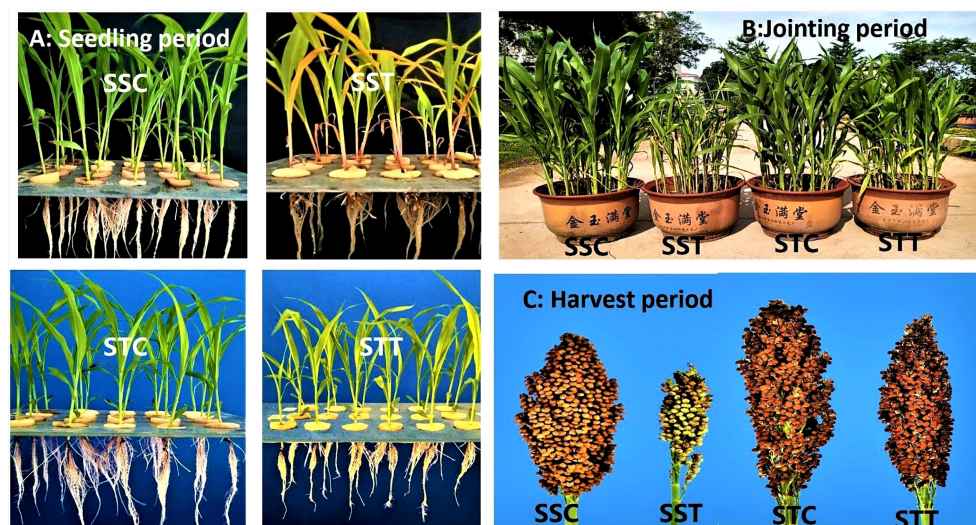 A: Seedling period
SSC
SST
STC
STT
B:Jointing period
金玉满堂
金玉满堂
金玉满堂
金玉满堂
SSC
SST
STC
STT
C: Harvest period
SSC
SST
STC
STT